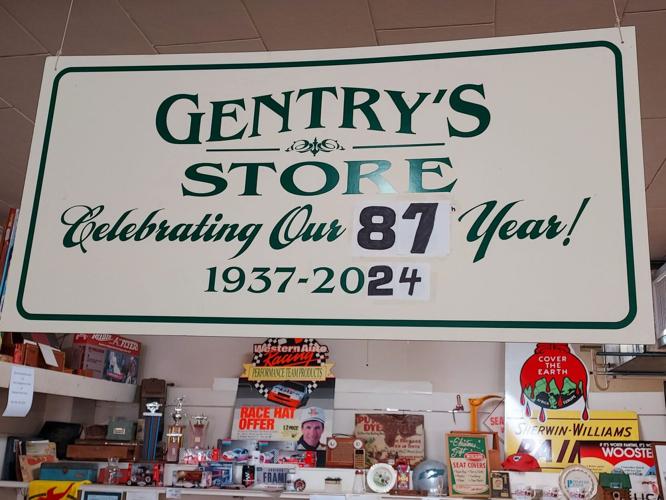 GENTRY'S
STORE
Celebrating Our 87th Year!
1937-2024
Western Auto
Racing
PERFORMANCE TEAM PRODUCTS
RACE HAT
OFFER
COVER
THE
EARTH
SHERWIN-WILLIAMS
WOOSTE
SEAT COVERS
FRAM